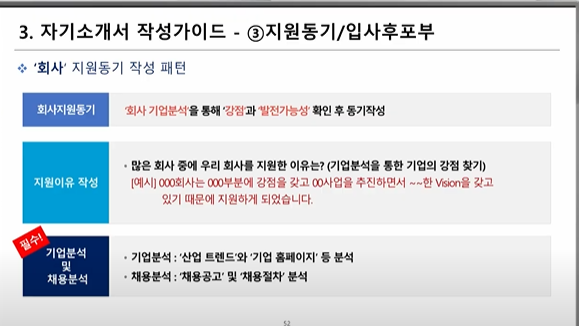 3. 자기소개서 작성가이드 - ③지원동기/입사후포부
❖ ‘회사’ 지원동기 작성 패턴
회사지원동기
‘회사 기업분석’을 통해 ‘강점’과 ‘발전가능성’ 확인 후 동기작성
지원이유 작성
• 많은 회사 중에 우리 회사를 지원한 이유는? (기업분석을 통한 기업의 강점 찾기)
[예시] 000회사는 000부분에 강점을 갖고 00사업을 추진하면서 ~~한 Vision을 갖고
있기 때문에 지원하게 되었습니다.
필수!
기업분석
및
채용분석
• 기업분석 : ‘산업 트렌드’와 ‘기업 홈페이지’ 등 분석
• 채용분석 : ‘채용공고’ 및 ‘채용절차’ 분석
52